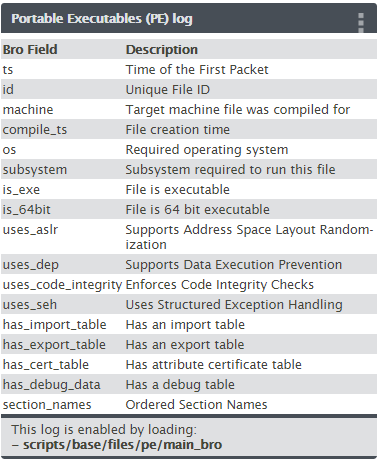 Portable Executables (PE) log
Bro Field Description
ts Time of the First Packet
id Unique File ID
machine Target machine file was compiled for
compile_ts File creation time
os Required operating system
subsystem Subsystem required to run this file
is_exe File is executable
is_64bit File is 64 bit executable
uses_aslr Supports Address Space Layout Random-
ization
uses_dep Supports Data Execution Prevention
uses_code_integrity Enforces Code Integrity Checks
uses_seh Uses Structured Exception Handling
has_import_table Has an import table
has_export_table Has an export table
has_cert_table Has attribute certificate table
has_debug_data Has a debug table
section_names Ordered Section Names
This log is enabled by loading:
– scripts/base/files/pe/main_bro